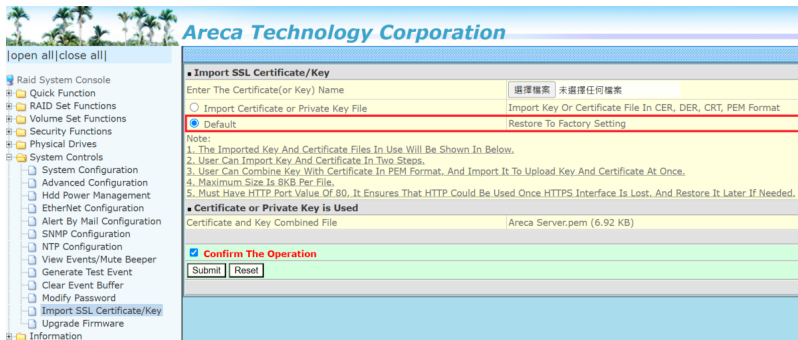 Areca Technology Corporation
|open all|close all|
Raid System Console
Quick Function
RAID Set Functions
Volume Set Functions
Security Functions
Physical Drives
System Controls
System Configuration
Advanced Configuration
Hdd Power Management
EtherNet Configuration
Alert By Mail Configuration
SNMP Configuration
NTP Configuration
View Events/Mute Beeper
Generate Test Event
Clear Event Buffer
Modify Password
Import SSL Certificate/Key
Upgrade Firmware
Information
Import SSL Certificate/Key
Enter The Certificate(or Key) Name 選擇檔案 未選擇任何檔案
Import Certificate or Private Key File Import Key Or Certificate File In CER, DER, CRT, PEM Format
Default Restore To Factory Setting
Note:
1. The Imported Key And Certificate Files In Use Will Be Shown In Below.
2. User Can Import Key And Certificate In Two Steps.
3. User Can Combine Key With Certificate In PEM Format, And Import It To Upload Key And Certificate At Once.
4. Maximum Size Is 8KB Per File.
5. Must Have HTTP Port Value Of 80. It Ensures That HTTP Could Be Used Once HTTPS Interface Is Lost, And Restore It Later If Needed.
Certificate or Private Key is Used
Certificate and Key Combined File Areca Server.pem (6.92 KB)
Confirm The Operation
Submit Reset